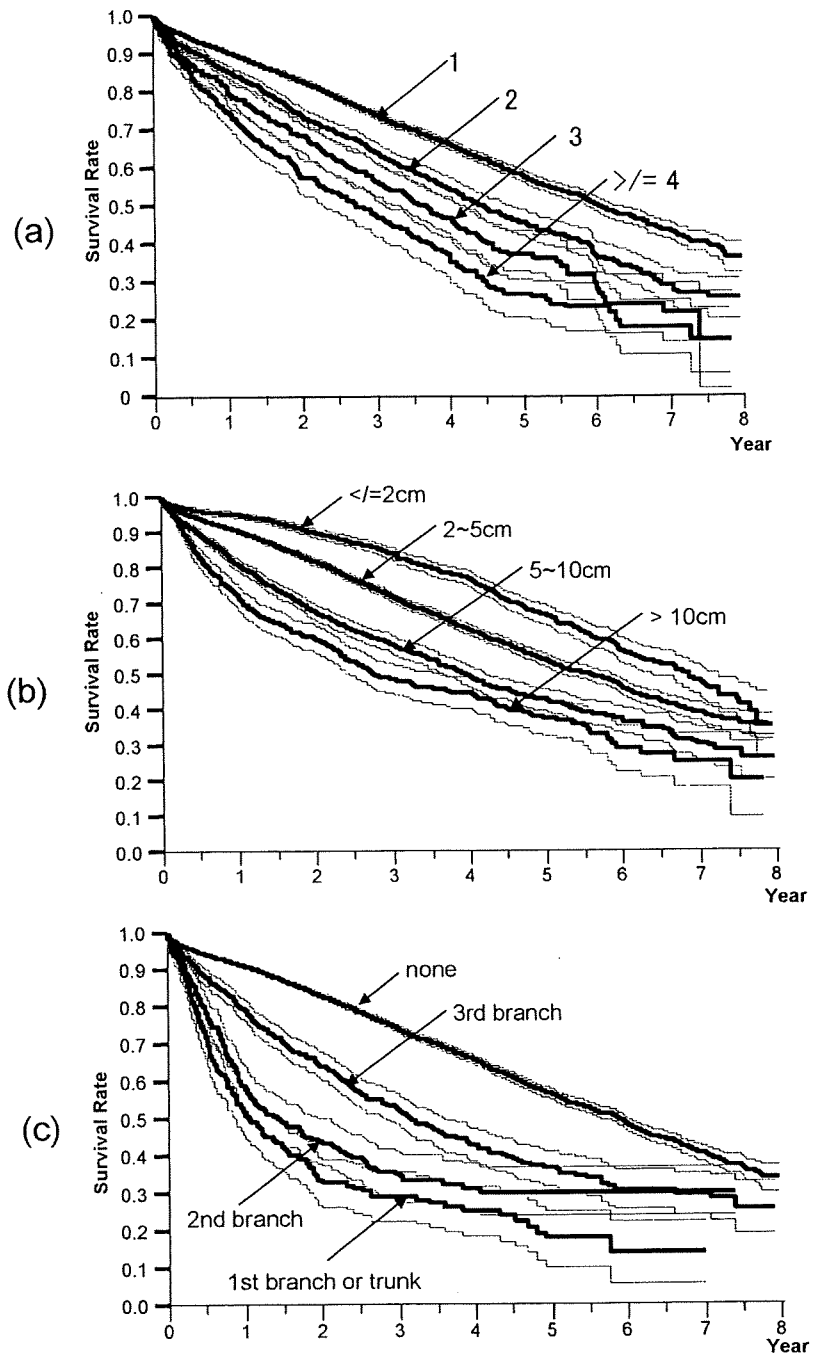 (a)
Survival Rate
1.0
0.9
0.8
0.7
0.6
0.5
0.4
0.3
0.2
0.1
0
1
2
3
>/= 4
0 1 2 3 4 5 6 7 8
Year
(b)
Survival Rate
1.0
0.9
0.8
0.7
0.6
0.5
0.4
0.3
0.2
0.1
0.0
</=2cm
2~5cm
5~10cm
> 10cm
0 1 2 3 4 5 6 7 8
Year
(c)
Survival Rate
1.0
0.9
0.8
0.7
0.6
0.5
0.4
0.3
0.2
0.1
0.0
none
3rd branch
2nd branch
1st branch or trunk
0 1 2 3 4 5 6 7 8
Year